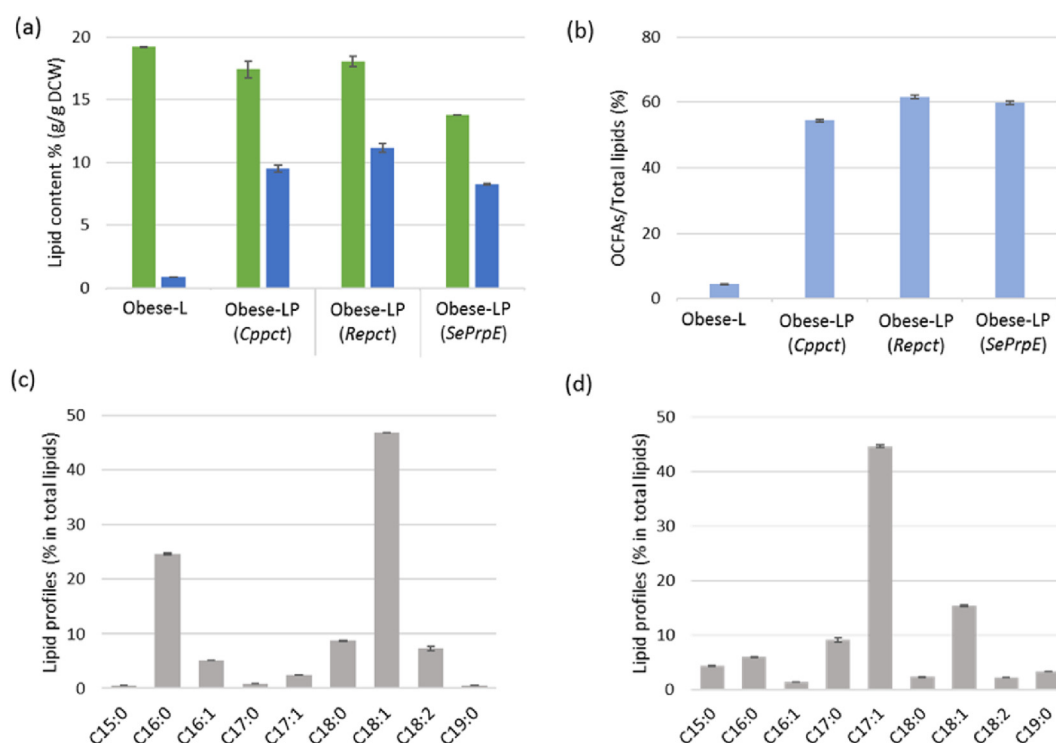 (a)
Lipid content % (g/g DCW)
20
15
10
5
0
Obese-L
Obese-LP
(Cppct)
Obese-LP
(Repct)
Obese-LP
(SePrpE)
(b)
OCFAs/Total lipids (%)
80
60
40
20
0
Obese-L
Obese-LP
(Cppct)
Obese-LP
(Repct)
Obese-LP
(SePrpE)
(c)
Lipid profiles (% in total lipids)
50
40
30
20
10
0
C15:0
C16:0
C16:1
C17:0
C17:1
C18:0
C18:1
C18:2
C19:0
(d)
Lipid profiles (% in total lipids)
50
40
30
20
10
0
C15:0
C16:0
C16:1
C17:0
C17:1
C18:0
C18:1
C18:2
C19:0